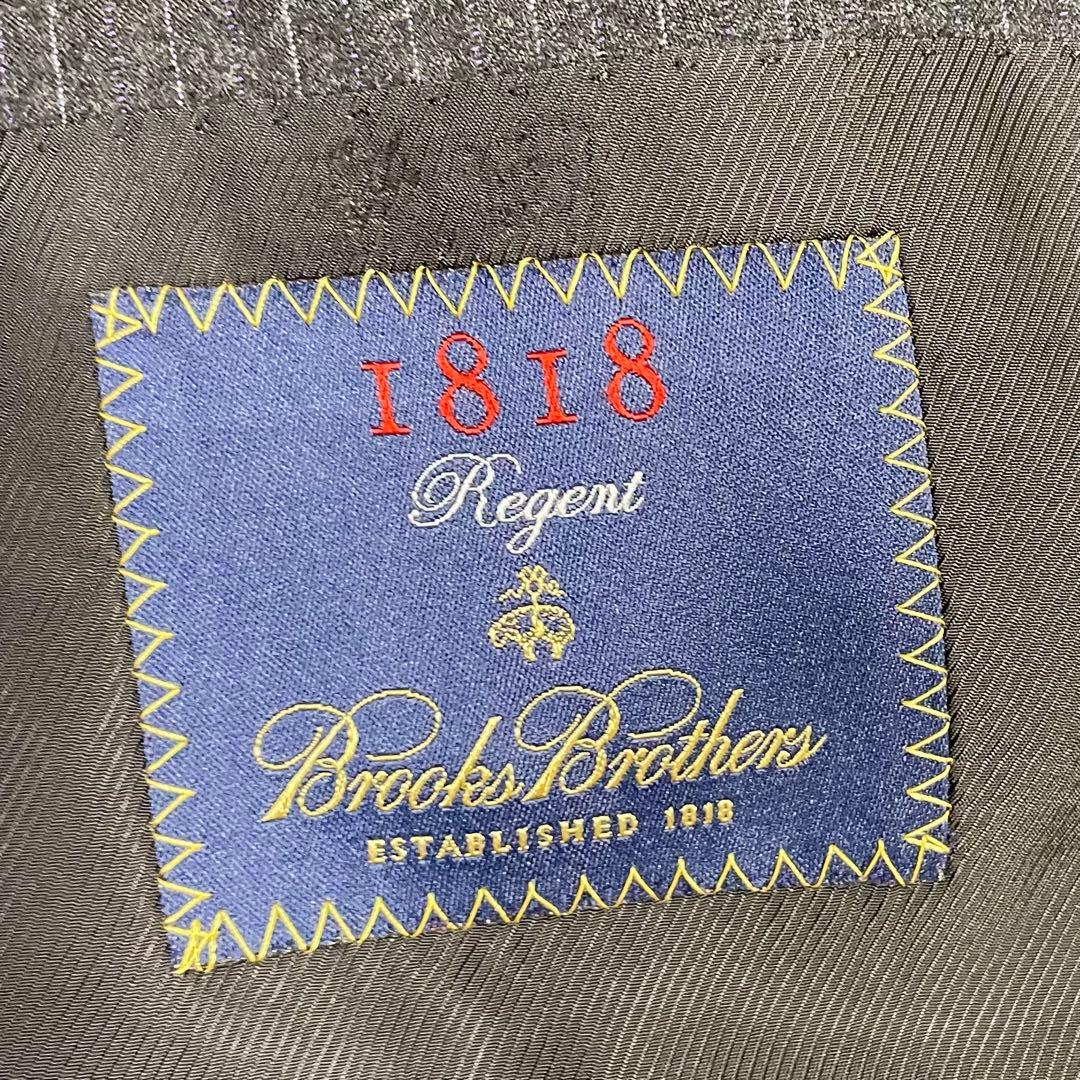 1818
Regent
Brooks Brothers
ESTABLISHED 1818